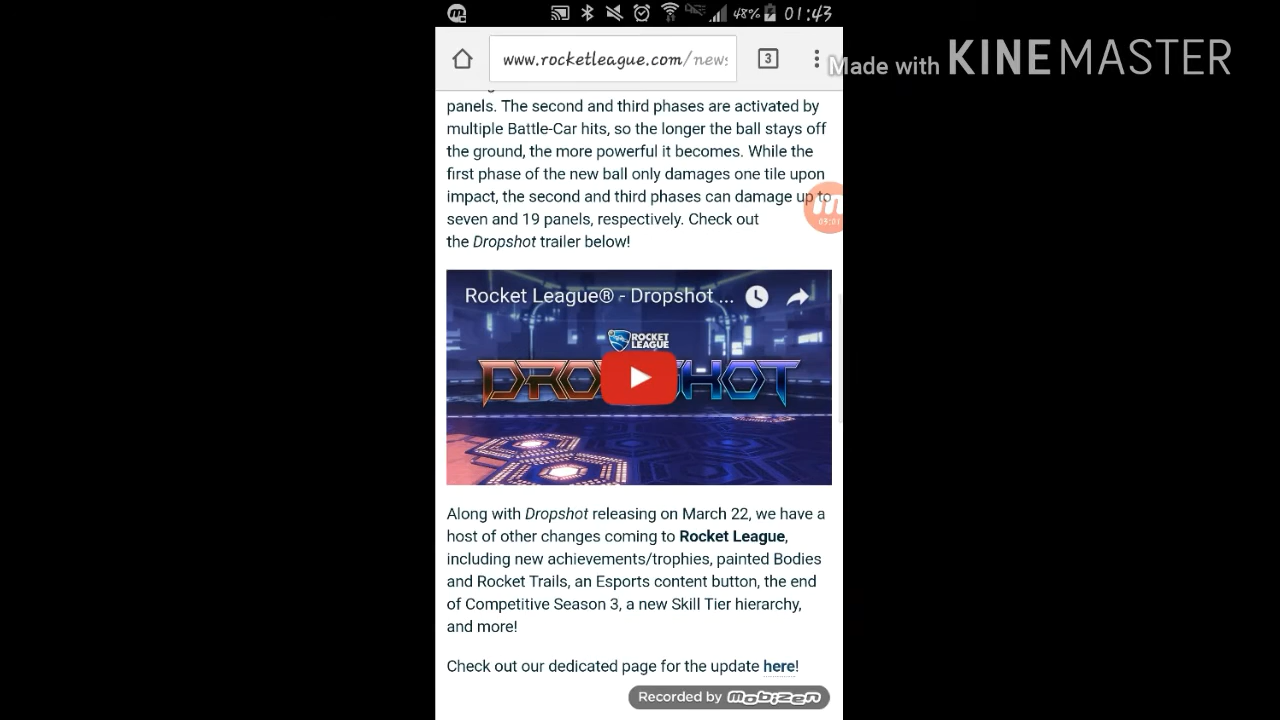 48% 01:43
www.rocketleague.com/news
3
Made with KINEMASTER
panels. The second and third phases are activated by
multiple Battle-Car hits, so the longer the ball stays off
the ground, the more powerful it becomes. While the
first phase of the new ball only damages one tile upon
impact, the second and third phases can damage up to
seven and 19 panels, respectively. Check out
the Dropshot trailer below!
Rocket League® - Dropshot ...
ROCKET
LEAGUE
Along with Dropshot releasing on March 22, we have a
host of other changes coming to Rocket League,
including new achievements/trophies, painted Bodies
and Rocket Trails, an Esports content button, the end
of Competitive Season 3, a new Skill Tier hierarchy,
and more!
Check out our dedicated page for the update here!
Recorded by mobizen